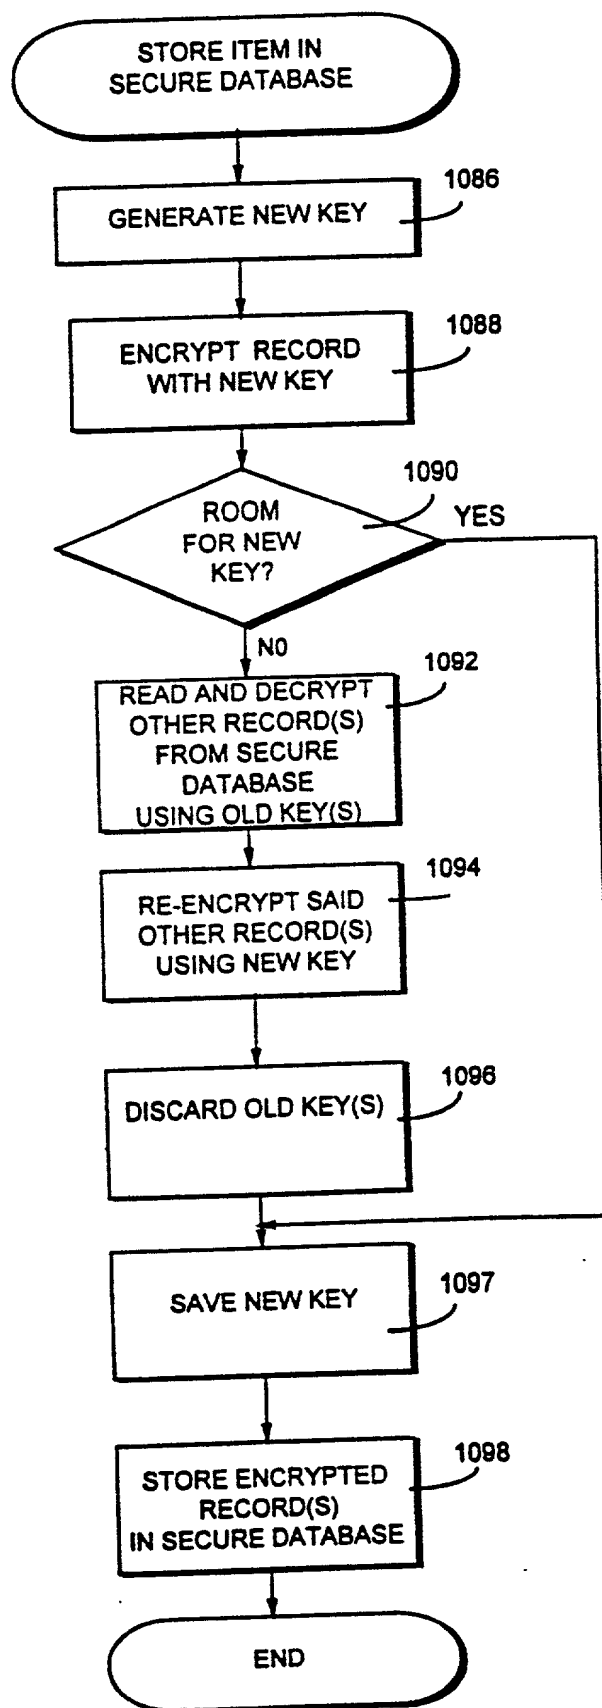 STORE ITEM IN
SECURE DATABASE
1086
GENERATE NEW KEY
1088
ENCRYPT RECORD
WITH NEW KEY
1090
ROOM
FOR NEW
KEY?
YES
NO
1092
READ AND DECRYPT
OTHER RECORD(S)
FROM SECURE
DATABASE
USING OLD KEY(S)
1094
RE-ENCRYPT SAID
OTHER RECORD(S)
USING NEW KEY
1096
DISCARD OLD KEY(S)
1097
SAVE NEW KEY
1098
STORE ENCRYPTED
RECORD(S)
IN SECURE DATABASE
END